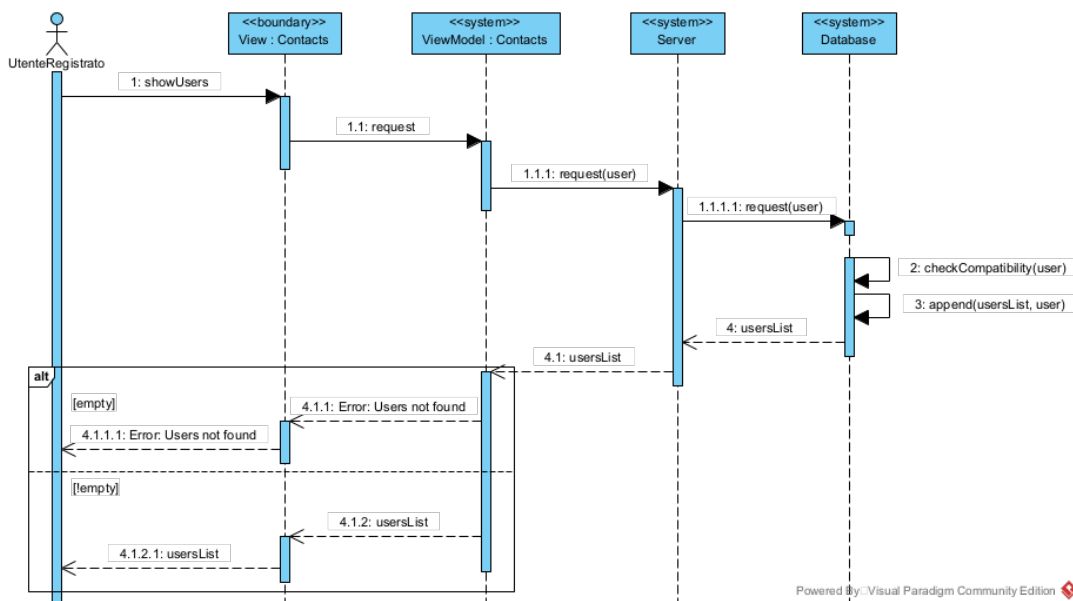 <<boundary>>
View : Contacts
<<system>>
ViewModel : Contacts
<<system>>
Server
<<system>>
Database
UtenteRegistrato
1: showUsers
1.1: request
1.1.1: request(user)
1.1.1.1: request(user)
2: checkCompatibility(user)
3: append(usersList, user)
4: usersList
4.1: usersList
alt
[empty]
4.1.1: Error: Users not found
4.1.1.1: Error: Users not found
[!empty]
4.1.2: usersList
4.1.2.1: usersList
Powered By Visual Paradigm Community Edition